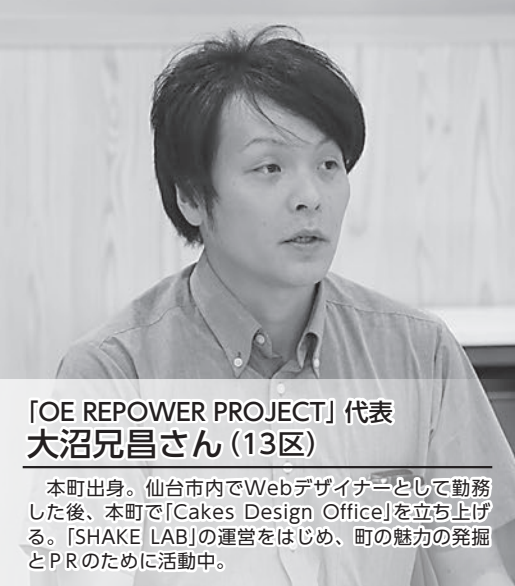 「OE REPOWER PROJECT」 代表
大沼兄昌さん（13区）
本町出身。仙台市内でWebデザイナーとして勤務
した後、本町で「Cakes Design Office」を立ち上げ
る。「SHAKE LAB」の運営をはじめ、町の魅力の発掘
とＰＲのために活動中。